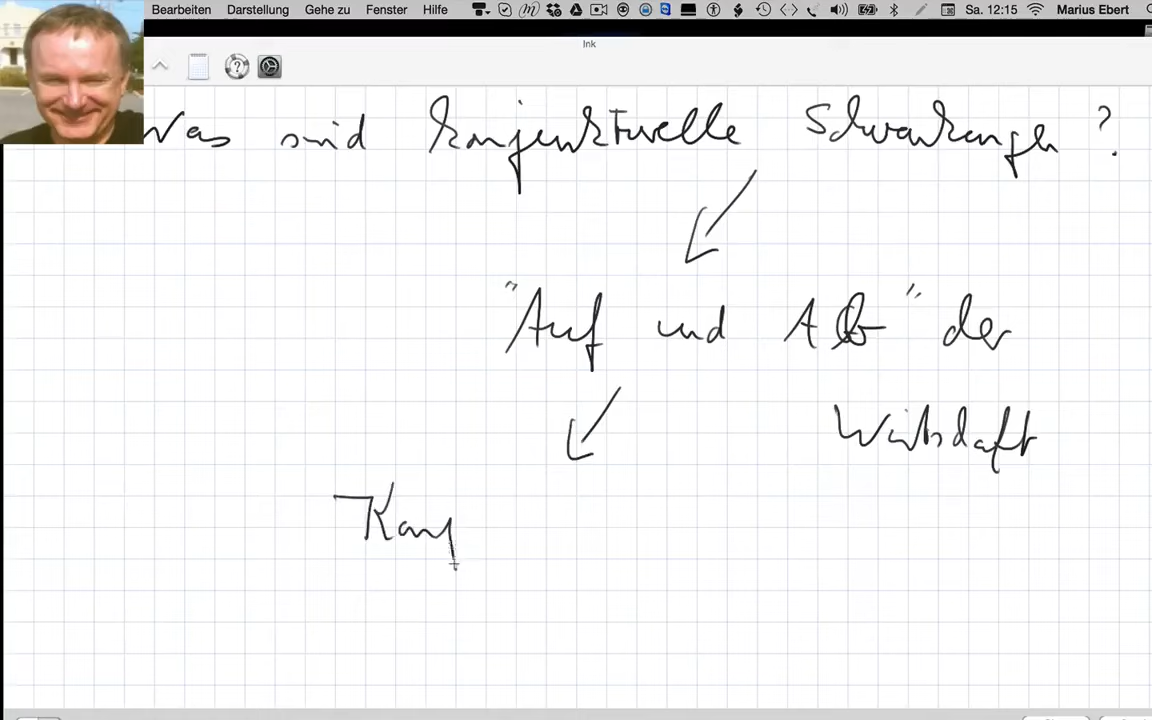 Bearbeiten Darstellung Gehe zu Fenster Hilfe Sa. 12:15 Marius Ebert
Ink
Was sind konjunkturelle Schwankungen ?
"Auf und Ab" der
Wirtschaft
Konj